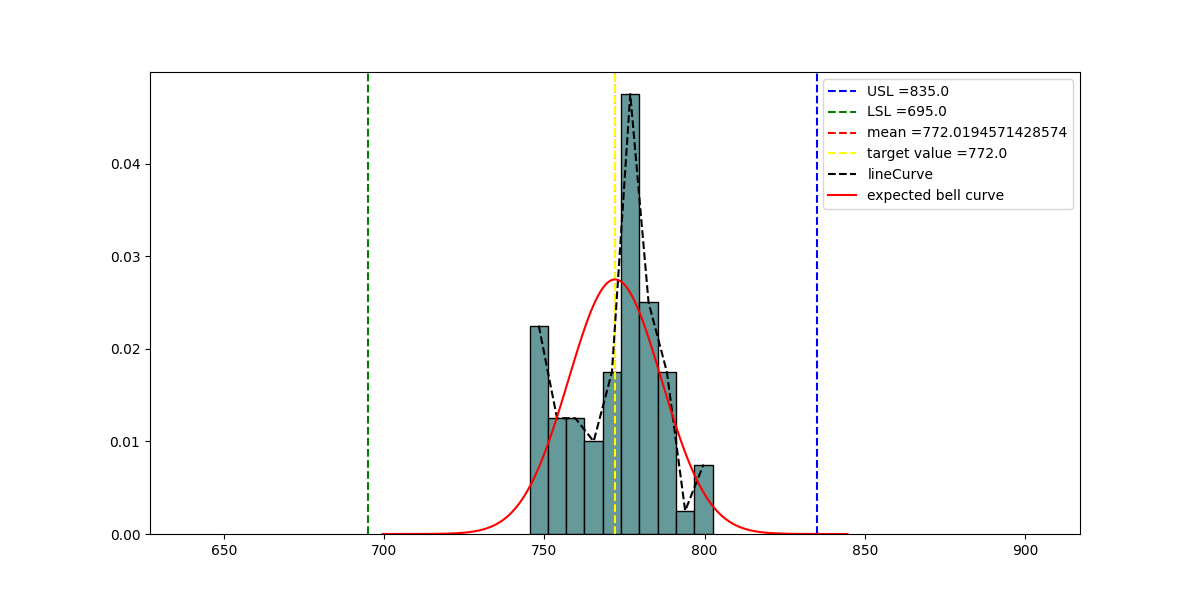 USL =835.0
LSL =695.0
mean =772.0194571428574
target value =772.0
lineCurve
expected bell curve
0.04
0.03
0.02
0.01
0.00
650 700 750 800 850 900